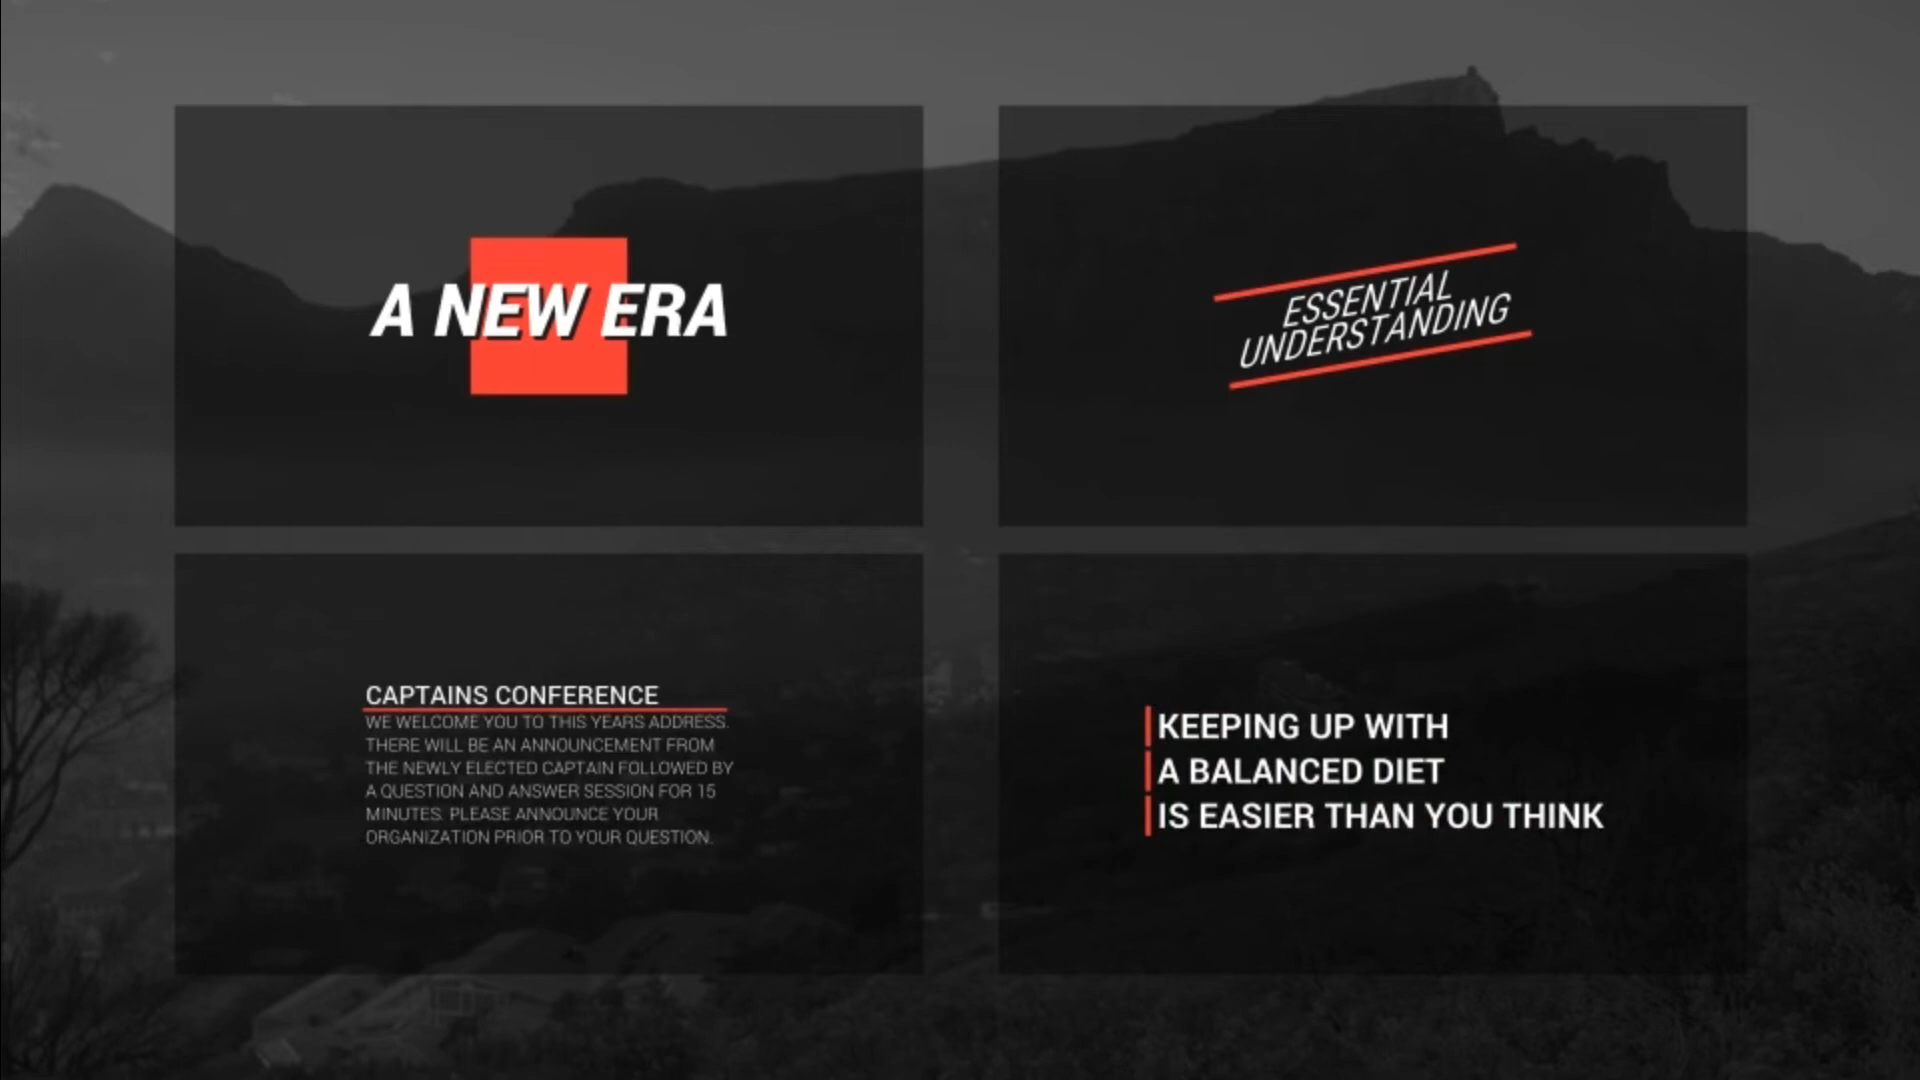 A NEW ERA
ESSENTIAL
UNDERSTANDING
CAPTAINS CONFERENCE
WE WELCOME YOU TO THIS YEARS ADDRESS.
THERE WILL BE AN ANNOUNCEMENT FROM
THE NEWLY ELECTED CAPTAIN FOLLOWED BY
A QUESTION AND ANSWER SESSION FOR 15
MINUTES. PLEASE ANNOUNCE YOUR
ORGANIZATION PRIOR TO YOUR QUESTION.
KEEPING UP WITH
A BALANCED DIET
IS EASIER THAN YOU THINK